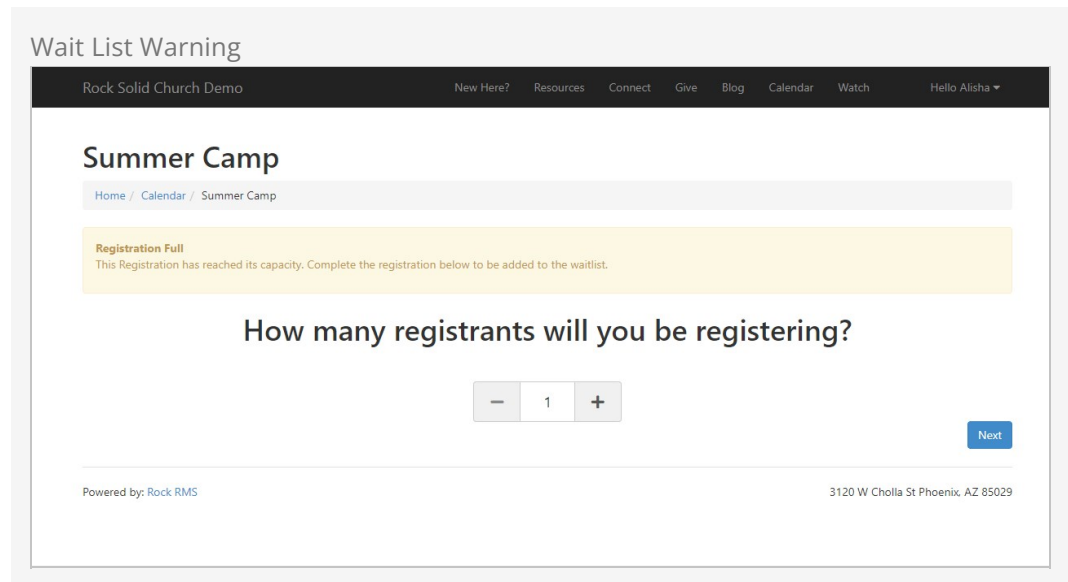 Wait List Warning
Rock Solid Church Demo New Here? Resources Connect Give Blog Calendar Watch Hello Alisha
Summer Camp
Home / Calendar / Summer Camp
Registration Full
This Registration has reached its capacity. Complete the registration below to be added to the waitlist.
How many registrants will you be registering?
− 1 +
Next
Powered by: Rock RMS 3120 W Cholla St Phoenix, AZ 85029